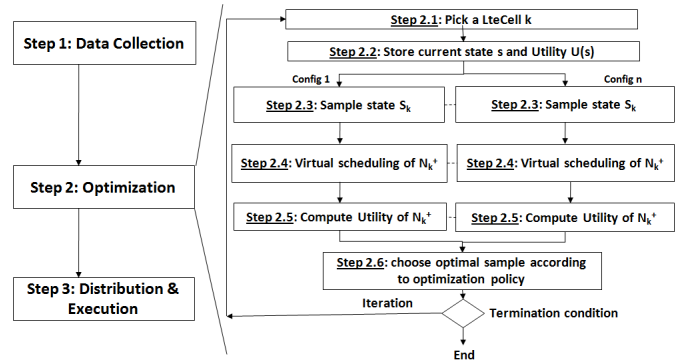 Step 1: Data Collection
Step 2: Optimization
Step 3: Distribution &
Execution
Step 2.1: Pick a LteCell k
Step 2.2: Store current state s and Utility U(s)
Config 1
Config n
Step 2.3: Sample state Sk
Step 2.3: Sample state Sk
Step 2.4: Virtual scheduling of Nk+
Step 2.4: Virtual scheduling of Nk+
Step 2.5: Compute Utility of Nk+
Step 2.5: Compute Utility of Nk+
Step 2.6: choose optimal sample according
to optimization policy
Iteration
Termination condition
End